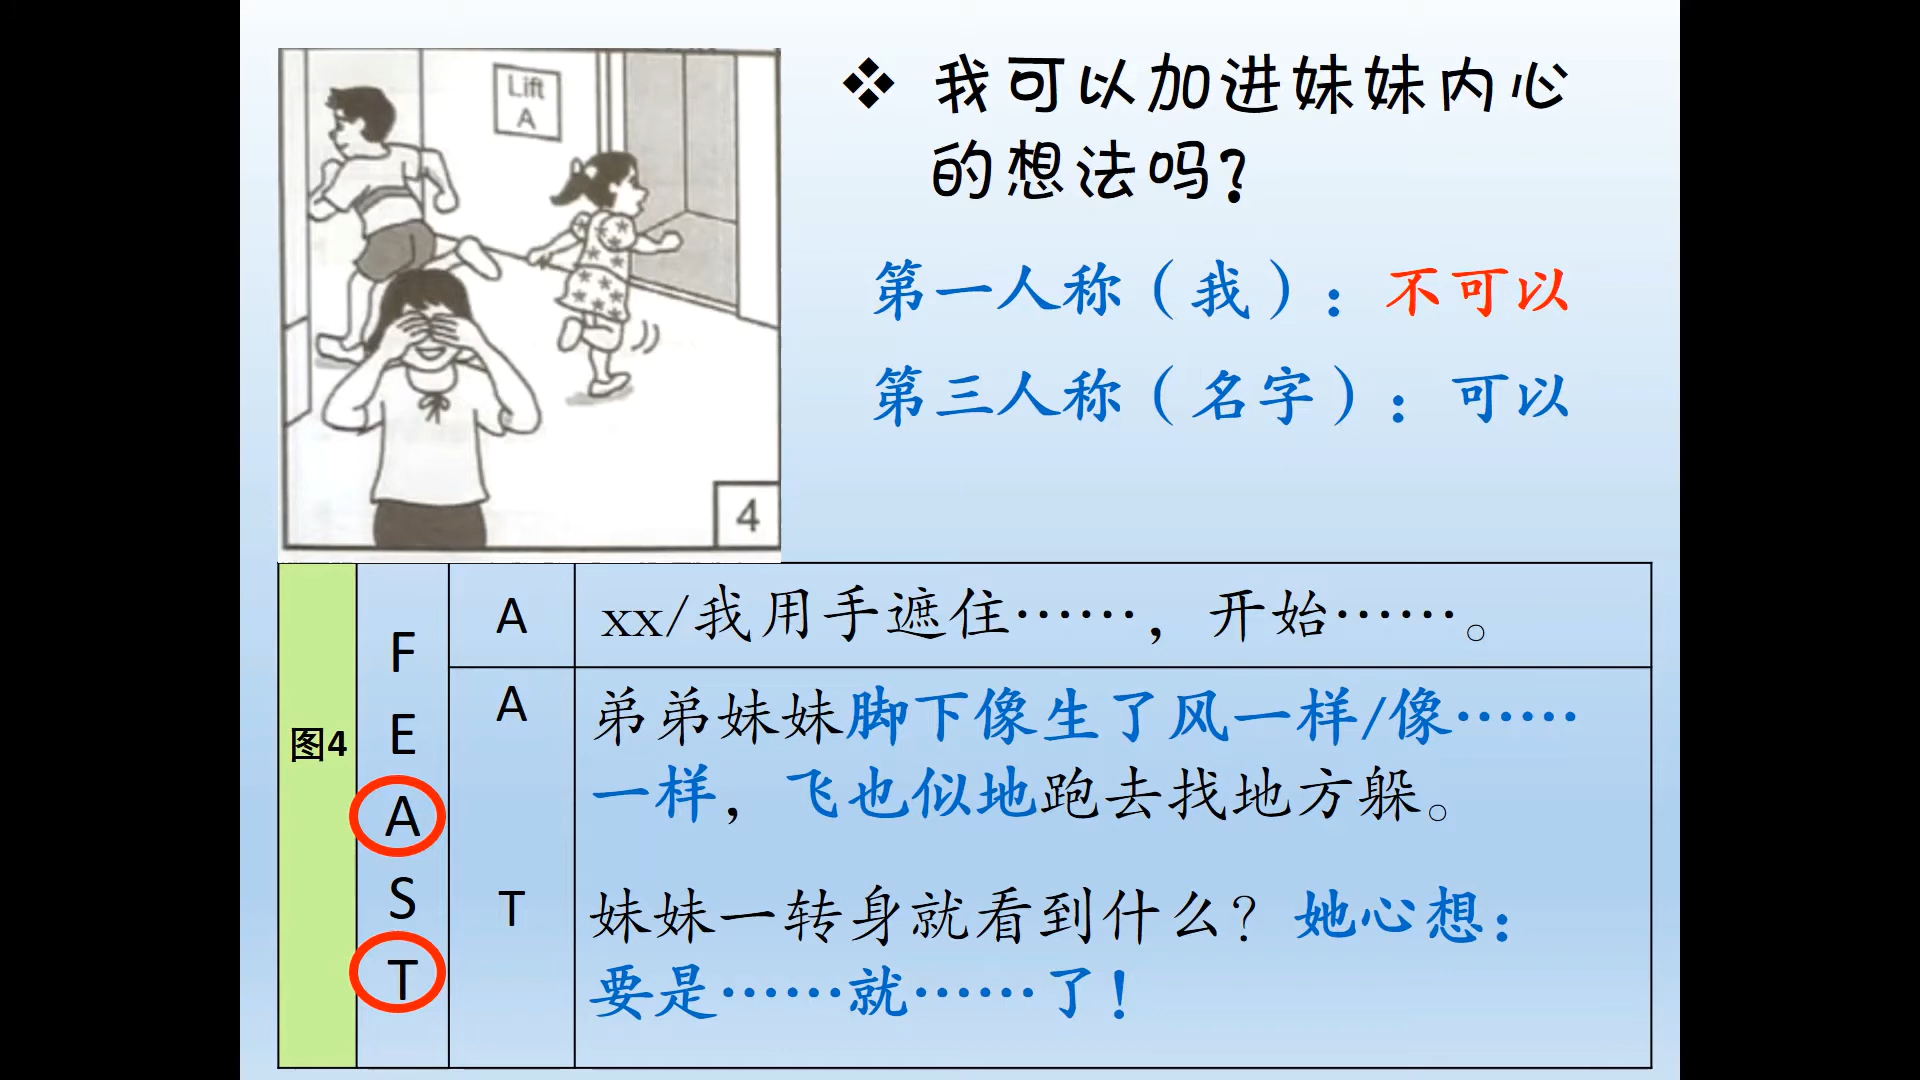 Lift
A
4
❖ 我可以加进妹妹内心
的想法吗?
第一人称（我）：不可以
第三人称（名字）：可以
图4
F
E
A
S
T
A
xx/我用手遮住……，开始……。
A
弟弟妹妹脚下像生了风一样/像……
一样，飞也似地跑去找地方躲。
T
妹妹一转身就看到什么？她心想：
要是……就……了！